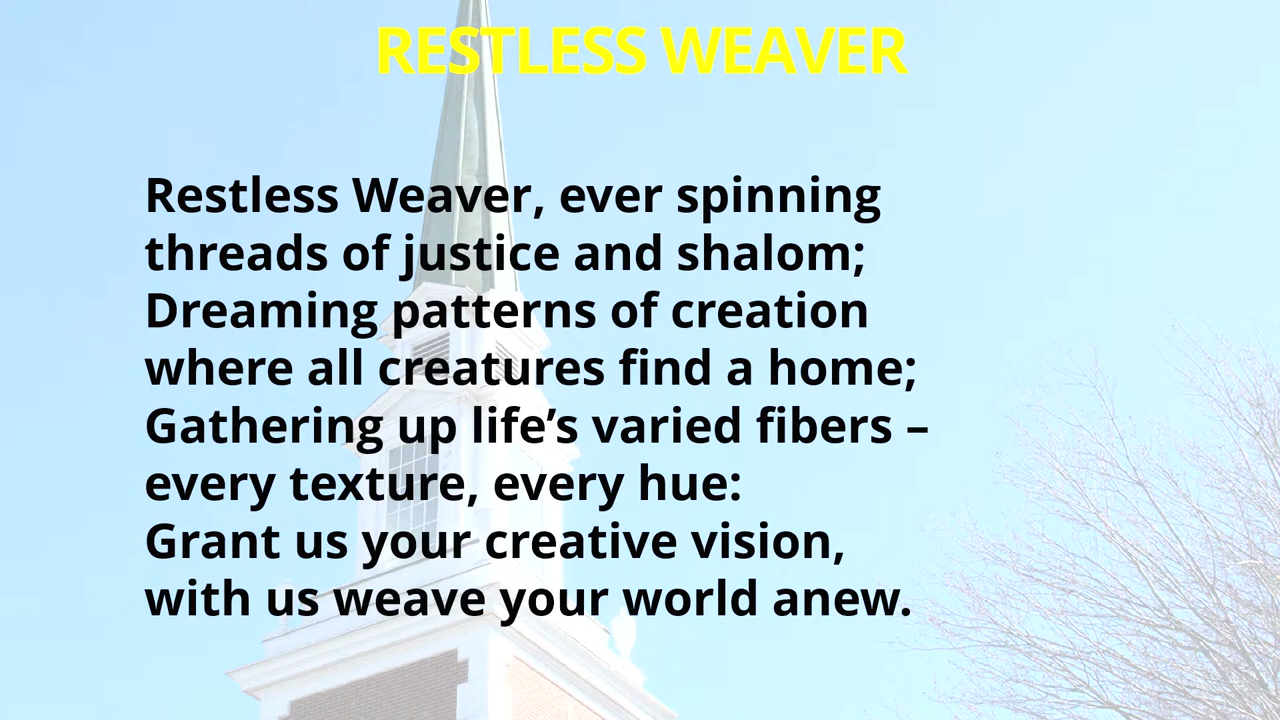 RESTLESS WEAVER
Restless Weaver, ever spinning
threads of justice and shalom;
Dreaming patterns of creation
where all creatures find a home;
Gathering up life’s varied fibers –
every texture, every hue:
Grant us your creative vision,
with us weave your world anew.